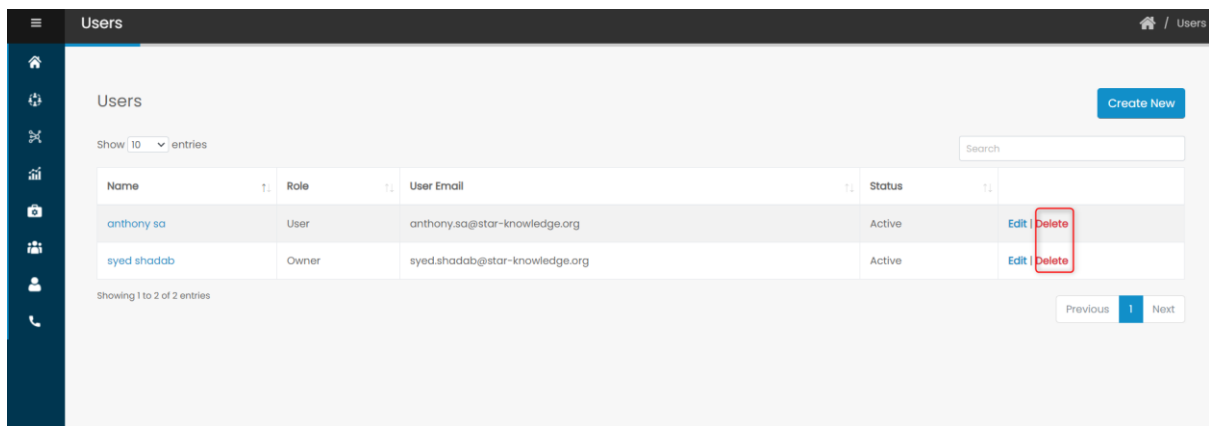 Users
/ Users
Users
Create New
Show 10 entries
Search
Name Role User Email Status
anthony sa User anthony.sa@star-knowledge.org Active Edit | Delete
syed shadab Owner syed.shadab@star-knowledge.org Active Edit | Delete
Showing 1 to 2 of 2 entries
Previous 1 Next